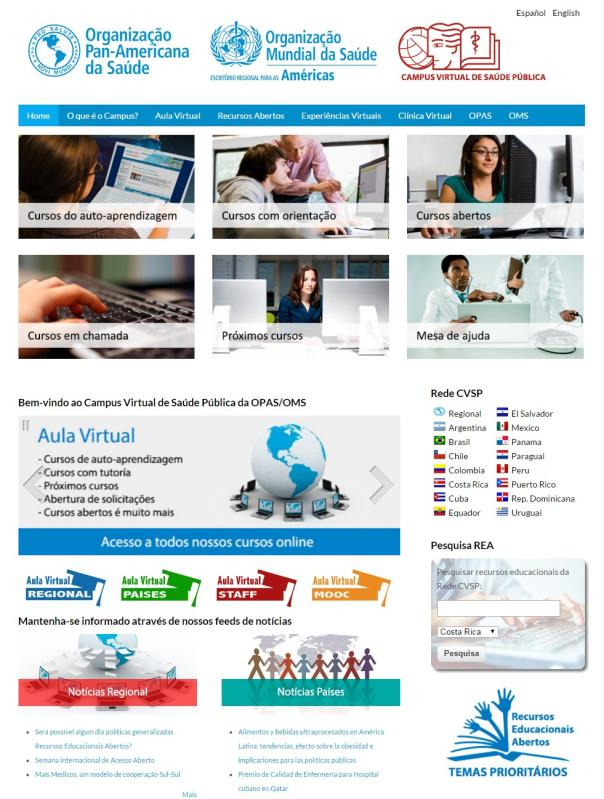 Español English
Organização
Pan-Americana
da Saúde
PRO SALUTE
NOVI MUNDI
Organização
Mundial da Saúde
ESCRITÓRIO REGIONAL PARA AS Américas
CAMPUS VIRTUAL DE SAÚDE PÚBLICA
Home O que é o Campus? Aula Virtual Recursos Abertos Experiências Virtuais Clínica Virtual OPAS OMS
Cursos do auto-aprendizagem
Cursos com orientação
Cursos abertos
Cursos em chamada
Próximos cursos
Mesa de ajuda
Bem-vindo ao Campus Virtual de Saúde Pública da OPAS/OMS
Aula Virtual
- Cursos de auto-aprendizagem
- Cursos com tutoría
- Próximos cursos
- Abertura de solicitações
- Cursos abertos é muito mais
Acesso a todos nossos cursos online
Aula Virtual
REGIONAL
Aula Virtual
PAISES
Aula Virtual
STAFF
Aula Virtual
MOOC
Mantenha-se informado através de nossos feeds de notícias
Notícias Regional
Notícias Países
Será possível algum dia políticas generalizadas
Recursos Educacionais Abertos?
Semana Internacional de Acesso Aberto
Mais Medicos, um modelo de cooperação Sul-Sul
Mais
Alimentos y bebidas ultraprocesados en América
Latina: tendencias, efecto sobre la obesidad e
implicaciones para las políticas públicas
Premio de Calidad de Enfermería para Hospital
cubano en Qatar
Rede CVSP
Regional El Salvador
Argentina Mexico
Brasil Panama
Chile Paraguai
Colombia Peru
Costa Rica Puerto Rico
Cuba Rep. Dominicana
Equador Uruguai
Pesquisa REA
Pesquisar recursos educacionais da
Rede CVSP:
Costa Rica
Pesquisa
Recursos
Educacionais
Abertos
TEMAS PRIORITÁRIOS